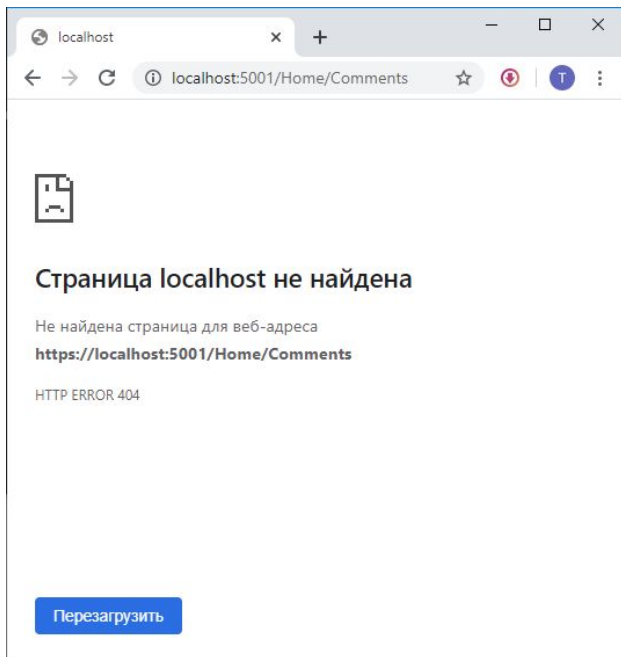 localhost
localhost:5001/Home/Comments
T
Страница localhost не найдена
Не найдена страница для веб-адреса
https://localhost:5001/Home/Comments
HTTP ERROR 404
Перезагрузить